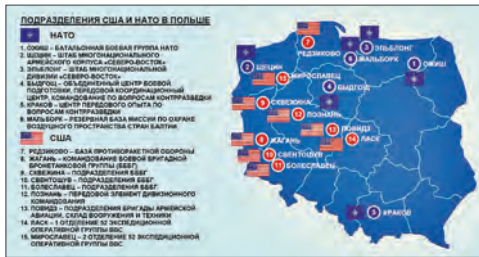 ПОДРАЗДЕЛЕНИЯ США И НАТО В ПОЛЬШЕ
НАТО
1. ОЖИШ – БАТАЛЬОННАЯ БОЕВАЯ ГРУППА НАТО
2. ЩЕЦИН – ШТАБ МНОГОНАЦИОНАЛЬНОГО
АРМЕЙСКОГО КОРПУСА «СЕВЕРО-ВОСТОК»
3. ЭЛЬБЛОНГ – ШТАБ МНОГОНАЦИОНАЛЬНОЙ
ДИВИЗИИ «СЕВЕРО-ВОСТОК»
4. БЫДГОЩ – ОБЪЕДИНЕННЫЙ ЦЕНТР БОЕВОЙ
ПОДГОТОВКИ, ПЕРЕДОВОЙ КООРДИНАЦИОННЫЙ
ЦЕНТР, КОМАНДОВАНИЕ ПО ВОПРОСАМ КОНТРРАЗВЕДКИ
5. КРАКОВ – ЦЕНТР ПЕРЕДОВОГО ОПЫТА ПО
ВОПРОСАМ КОНТРРАЗВЕДКИ
6. МАЛЬБОРК – РЕЗЕРВНАЯ БАЗА МИССИИ ПО ОХРАНЕ
ВОЗДУШНОГО ПРОСТРАНСТВА СТРАН БАЛТИИ
США
7. РЕДЗИКОВО – БАЗА ПРОТИВОРАКЕТНОЙ ОБОРОНЫ
8. ЖАГАНЬ – КОМАНДОВАНИЕ БОЕВОЙ БРИГАДНОЙ
БРОНЕТАНКОВОЙ ГРУППЫ (ББбГ)
9. СКВЕЖИНА – ПОДРАЗДЕЛЕНИЯ ББбГ
10. СВЕНТОШУВ – ПОДРАЗДЕЛЕНИЯ ББбГ
11. БОЛЕСЛАВЕЦ – ПОДРАЗДЕЛЕНИЯ ББбГ
12. ПОЗНАНЬ – ПЕРЕДОВОЙ ЭЛЕМЕНТ ДИВИЗИОННОГО
КОМАНДОВАНИЯ
13. ПОВИДЗ – ПОДРАЗДЕЛЕНИЯ БРИГАДЫ АРМЕЙСКОЙ
АВИАЦИИ, СКЛАД ВООРУЖЕНИЯ И ТЕХНИКИ
14. ЛАСК – 1 ОТДЕЛЕНИЕ 52 ЭКСПЕДИЦИОННОЙ
ОПЕРАТИВНОЙ ГРУППЫ ВВС
15. МИРОСЛАВЕЦ – 2 ОТДЕЛЕНИЕ 52 ЭКСПЕДИЦИОННОЙ
ОПЕРАТИВНОЙ ГРУППЫ ВВС
7
РЕДЗИКОВО
3
ЭЛЬБЛОНГ
6
МАЛЬБОРК
1
ОЖИШ
2
ЩЕЦИН
15
МИРОСЛАВЕЦ
4
БЫДГОЩ
9
СКВЕЖИНА
12
ПОЗНАНЬ
13
ПОВИДЗ
8
ЖАГАНЬ
14
ЛАСК
10
СВЕНТОШУВ
11
БОЛЕСЛАВЕЦ
5
КРАКОВ